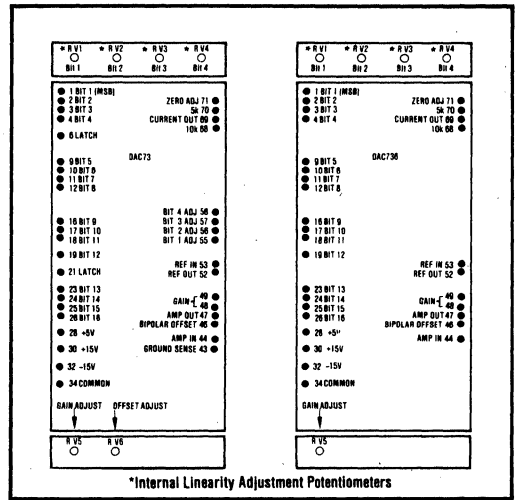 * R V1 * R V2 * R V3 * R V4
Bit 1 Bit 2 Bit 3 Bit 4
1 BIT 1 (MSB)
2 BIT 2
3 BIT 3
4 BIT 4
6 LATCH
ZERO ADJ 71
5k 70
CURRENT OUT 69
10k 68
DAC73
9 BIT 5
10 BIT 6
11 BIT 7
12 BIT 8
16 BIT 9
17 BIT 10
18 BIT 11
19 BIT 12
21 LATCH
BIT 4 ADJ 58
BIT 3 ADJ 57
BIT 2 ADJ 56
BIT 1 ADJ 55
REF IN 53
REF OUT 52
23 BIT 13
24 BIT 14
25 BIT 15
26 BIT 16
28 +5V
30 +15V
32 -15V
34 COMMON
GAIN 49
48
AMP OUT 47
BIPOLAR OFFSET 46
AMP IN 44
GROUND SENSE 43
GAIN ADJUST OFFSET ADJUST
R V5 R V6
* R V1 * R V2 * R V3 * R V4
Bit 1 Bit 2 Bit 3 Bit 4
1 BIT 1 (MSB)
2 BIT 2
3 BIT 3
4 BIT 4
ZERO ADJ 71
5k 70
CURRENT OUT 69
10k 68
DAC736
9 BIT 5
10 BIT 6
11 BIT 7
12 BIT 8
16 BIT 9
17 BIT 10
18 BIT 11
19 BIT 12
REF IN 53
REF OUT 52
23 BIT 13
24 BIT 14
25 BIT 15
26 BIT 16
28 +5V
30 +15V
32 -15V
34 COMMON
GAIN 49
48
AMP OUT 47
BIPOLAR OFFSET 46
AMP IN 44
GAIN ADJUST
R V5
*Internal Linearity Adjustment Potentiometers